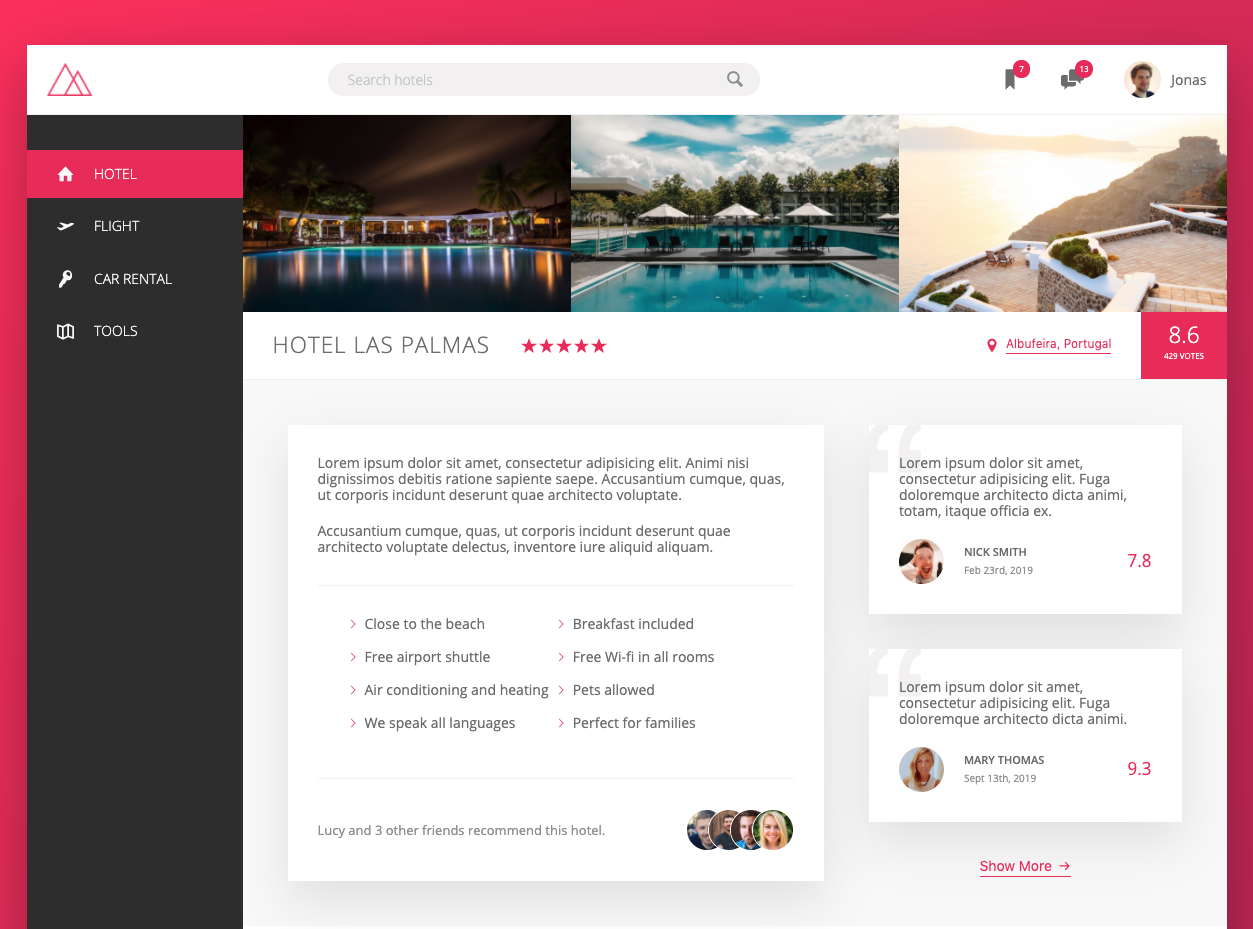 Search hotels
7
13
Jonas
HOTEL
FLIGHT
CAR RENTAL
TOOLS
HOTEL LAS PALMAS
Albufeira, Portugal
8.6
429 VOTES
Lorem ipsum dolor sit amet, consectetur adipisicing elit. Animi nisi
dignissimos debitis ratione sapiente saepe. Accusantium cumque, quas,
ut corporis incidunt deserunt quae architecto voluptate.
Accusantium cumque, quas, ut corporis incidunt deserunt quae
architecto voluptate delectus, inventore iure aliquid aliquam.
Close to the beach
Breakfast included
Free airport shuttle
Free Wi-fi in all rooms
Air conditioning and heating
Pets allowed
We speak all languages
Perfect for families
Lucy and 3 other friends recommend this hotel.
“
Lorem ipsum dolor sit amet,
consectetur adipisicing elit. Fuga
doloremque architecto dicta animi,
totam, itaque officia ex.
NICK SMITH
Feb 23rd, 2019
7.8
“
Lorem ipsum dolor sit amet,
consectetur adipisicing elit. Fuga
doloremque architecto dicta animi.
MARY THOMAS
Sept 13th, 2019
9.3
Show More →